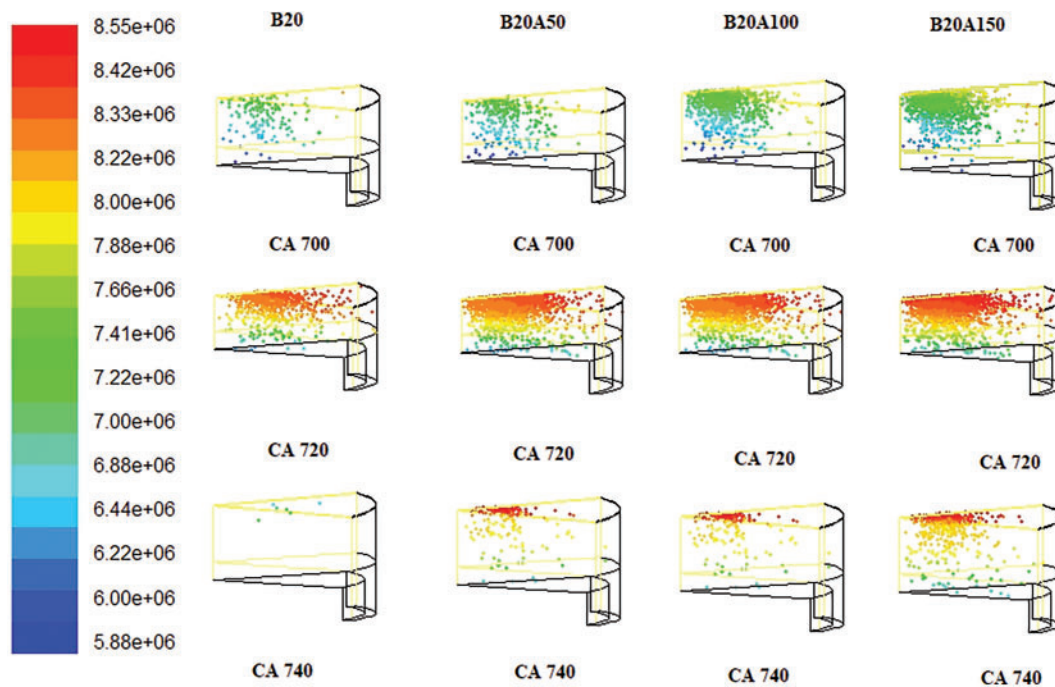 B20 B20A50 B20A100 B20A150
8.55e+06
8.42e+06
8.33e+06
8.22e+06
8.00e+06
7.88e+06
7.66e+06
7.41e+06
7.22e+06
7.00e+06
6.88e+06
6.44e+06
6.22e+06
6.00e+06
5.88e+06
CA 700 CA 700 CA 700 CA 700
CA 720 CA 720 CA 720 CA 720
CA 740 CA 740 CA 740 CA 740